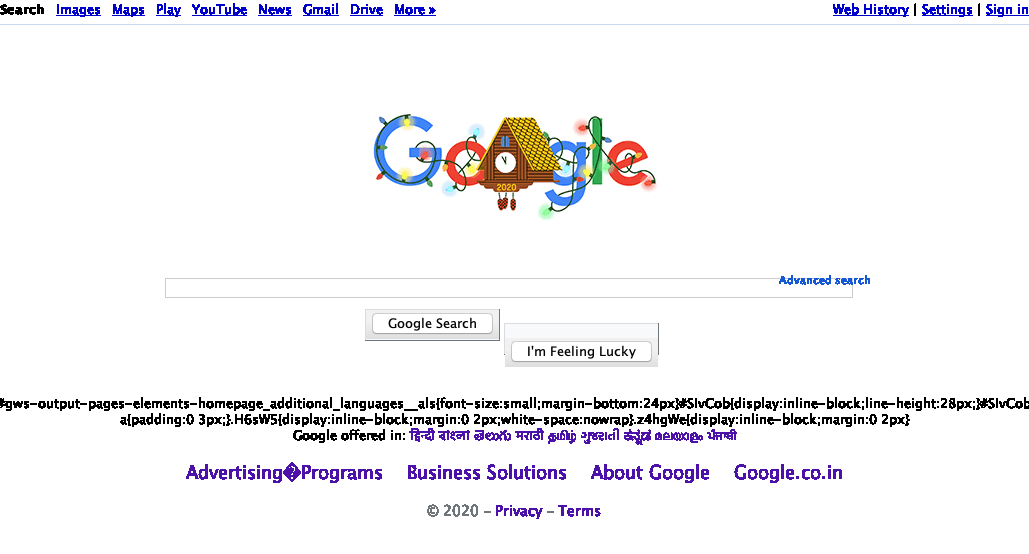 Search Images Maps Play YouTube News Gmail Drive More » Web History | Settings | Sign in
Google
2020
Advanced search
Google Search
I'm Feeling Lucky
#gws-output-pages-elements-homepage_additional_languages__als{font-size:small;margin-bottom:24px}#SIvCob{display:inline-block;line-height:28px;}#SIvCob
a{padding:0 3px;}.H6sW5{display:inline-block;margin:0 2px;white-space:nowrap}.z4hgWe{display:inline-block;margin:0 2px}
Google offered in: हिन्दी বাংলা తెలుగు मराठी தமிழ் ગુજરાતી ಕನ್ನಡ മലയാളം ਪੰਜਾਬੀ
Advertising�Programs Business Solutions About Google Google.co.in
© 2020 - Privacy - Terms